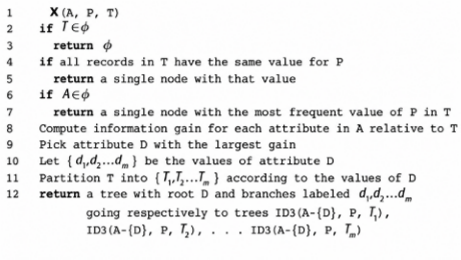 1 X(A, P, T)
2 if T∈ϕ
3 return ϕ
4 if all records in T have the same value for P
5 return a single node with that value
6 if A∈ϕ
7 return a single node with the most frequent value of P in T
8 Compute information gain for each attribute in A relative to T
9 Pick attribute D with the largest gain
10 Let {d₁,d₂...dₘ} be the values of attribute D
11 Partition T into {T₁,T₂...Tₘ} according to the values of D
12 return a tree with root D and branches labeled d₁,d₂...dₘ
going respectively to trees ID3(A-{D}, P, T₁),
ID3(A-{D}, P, T₂), . . . ID3(A-{D}, P, Tₘ)